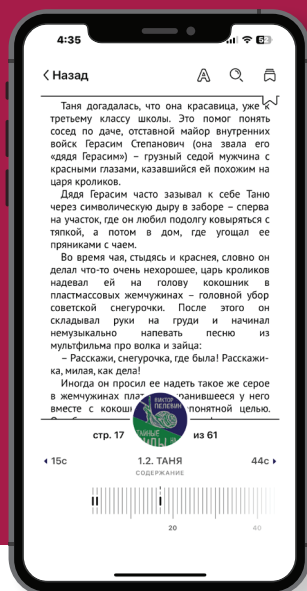 4:35
Назад
Таня догадалась, что она красавица, уже
третьему классу школы. Это помог понять
сосед по даче, отставной майор внутренних
войск Герасим Степанович (она звала его
«дядя Герасим») – грузный седой мужчина с
красными глазами, казавшийся ей похожим на
царя кроликов.
Дядя Герасим часто зазывал к себе Таню
через символическую дыру в заборе – сперва
на участок, где он любил подолгу ковыряться с
тяпкой, а потом в дом, где угощал ее
пряниками с чаем.
Во время чая, стыдясь и краснея, словно он
делал что-то очень нехорошее, царь кроликов
надевал ей на голову кокошник в
пластмассовых жемчужинах – головной убор
советской снегурочки. После этого он
складывал руки на груди и начинал
немузыкально напевать песню из
мультфильма про волка и зайца:
– Расскажи, снегурочка, где была! Расскажи-
ка, милая, как дела!
Иногда он просил ее надеть такое же серое
в жемчужинах хранившееся у него
вместе с понятной целью.
ВИКТОР
ПЕЛЕВИН
ТАЙНЫЕ
стр. 17 из 61
15с 1.2. ТАНЯ 44с
СОДЕРЖАНИЕ
20 40